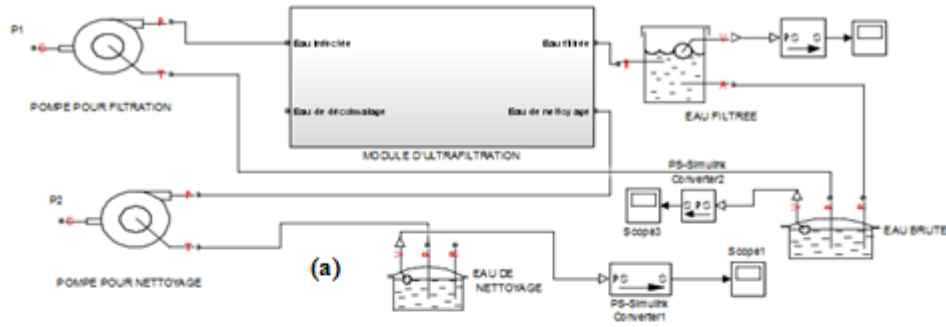 P1
POMPE POUR FILTRATION
Eau infectée
Eau filtrée
Eau de décolmatage
Eau de nettoyage
MODULE D'ULTRAFILTRATION
EAU FILTREE
PS-Simulink
Converter2
Scope3
EAU BRUTE
P2
POMPE POUR NETTOYAGE
(a)
EAU DE
NETTOYAGE
PS-Simulink
Converter1
Scope1